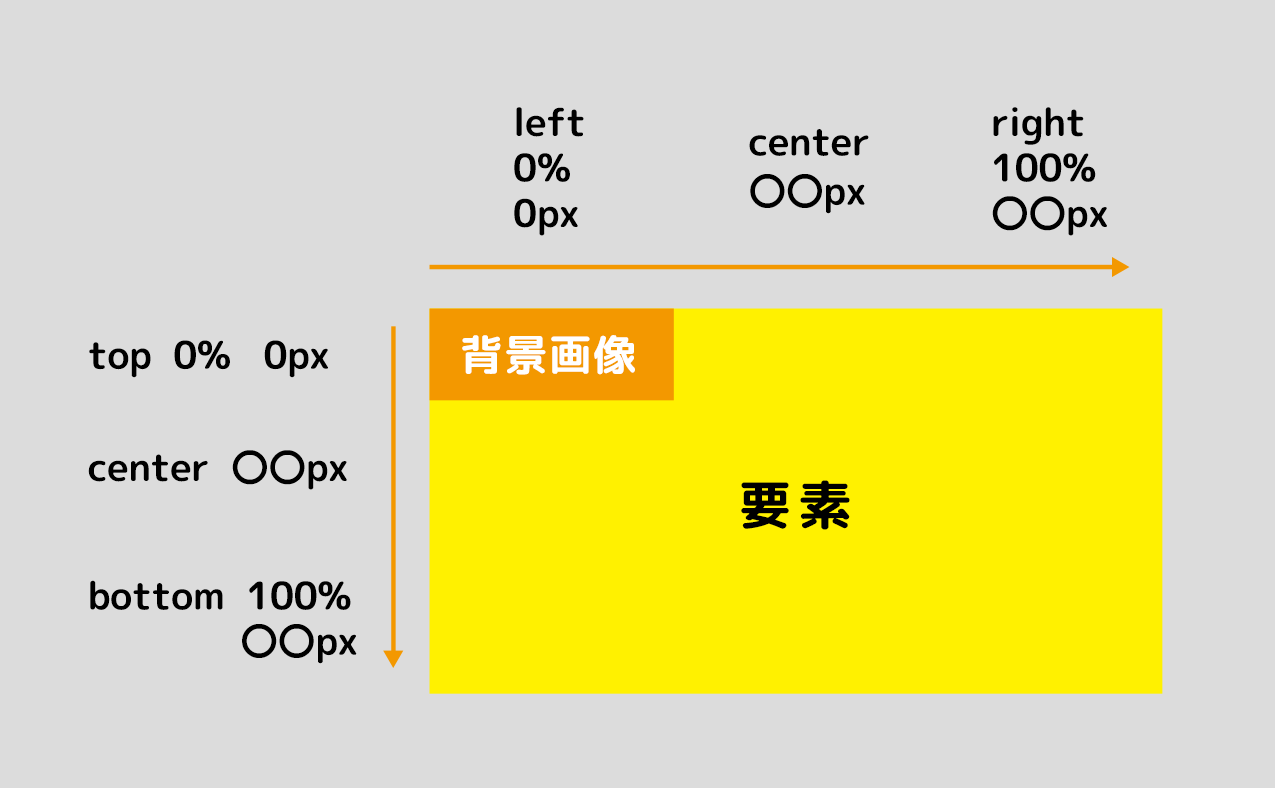 left
0%
0px
center
〇〇px
right
100%
〇〇px
top 0% 0px
center 〇〇px
bottom 100%
〇〇px
背景画像
要素